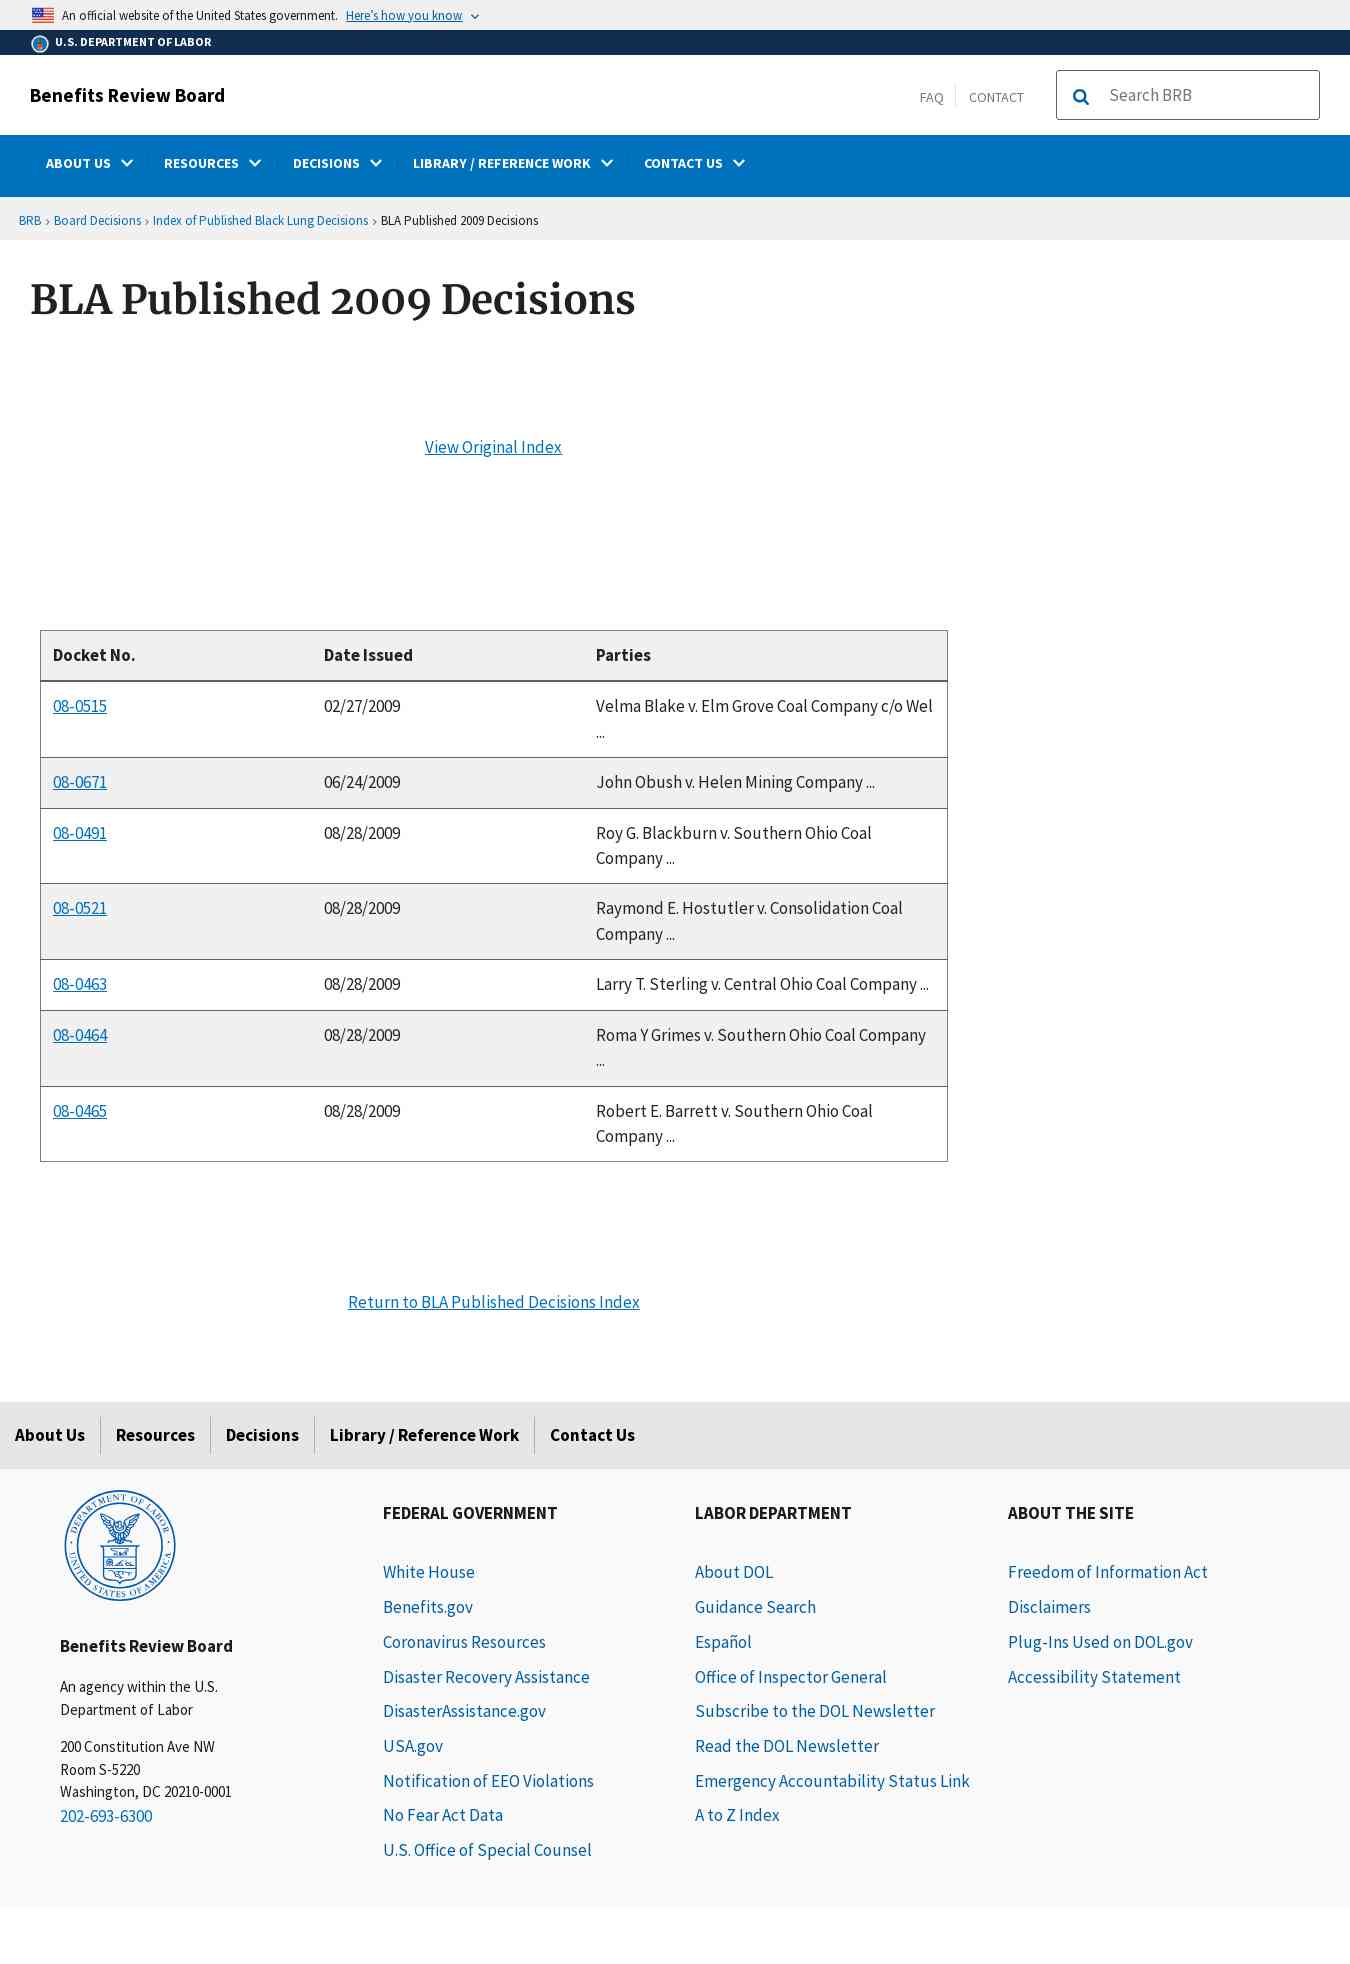 An official website of the United States government. Here's how you know
U.S. DEPARTMENT OF LABOR
Benefits Review Board
FAQ
CONTACT
Search BRB
ABOUT US
RESOURCES
DECISIONS
LIBRARY / REFERENCE WORK
CONTACT US
BRB › Board Decisions › Index of Published Black Lung Decisions › BLA Published 2009 Decisions
BLA Published 2009 Decisions
View Original Index
Docket No. Date Issued Parties
08-0515 02/27/2009 Velma Blake v. Elm Grove Coal Company c/o Wel
...
08-0671 06/24/2009 John Obush v. Helen Mining Company ...
08-0491 08/28/2009 Roy G. Blackburn v. Southern Ohio Coal
Company ...
08-0521 08/28/2009 Raymond E. Hostutler v. Consolidation Coal
Company ...
08-0463 08/28/2009 Larry T. Sterling v. Central Ohio Coal Company ...
08-0464 08/28/2009 Roma Y Grimes v. Southern Ohio Coal Company
...
08-0465 08/28/2009 Robert E. Barrett v. Southern Ohio Coal
Company ...
Return to BLA Published Decisions Index
About Us
Resources
Decisions
Library / Reference Work
Contact Us
DEPARTMENT OF LABOR
UNITED STATES OF AMERICA
Benefits Review Board
An agency within the U.S.
Department of Labor
200 Constitution Ave NW
Room S-5220
Washington, DC 20210-0001
202-693-6300
FEDERAL GOVERNMENT
White House
Benefits.gov
Coronavirus Resources
Disaster Recovery Assistance
DisasterAssistance.gov
USA.gov
Notification of EEO Violations
No Fear Act Data
U.S. Office of Special Counsel
LABOR DEPARTMENT
About DOL
Guidance Search
Español
Office of Inspector General
Subscribe to the DOL Newsletter
Read the DOL Newsletter
Emergency Accountability Status Link
A to Z Index
ABOUT THE SITE
Freedom of Information Act
Disclaimers
Plug-Ins Used on DOL.gov
Accessibility Statement